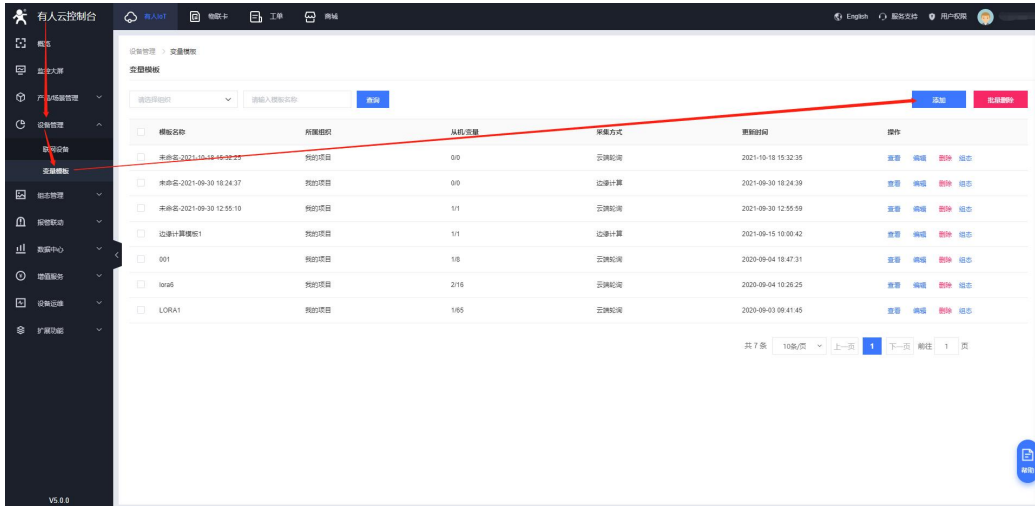 有人云控制台
有人IoT 物联卡 工单 商城
English 服务支持 用户权限
概览
监控大屏
产品/场景管理
设备管理
联网设备
变量模板
组态管理
报警联动
数据中心
增值服务
设备运维
扩展功能
V5.0.0
设备管理 > 变量模板
变量模板
请选择组织 请输入模板名称 查询 添加 批量删除
模板名称 所属组织 从机/变量 采集方式 更新时间 操作
未命名-2021-10-18 15:32:25 我的项目 0/0 云端轮询 2021-10-18 15:32:35 查看 编辑 删除 组态
未命名-2021-09-30 18:24:37 我的项目 0/0 边缘计算 2021-09-30 18:24:39 查看 编辑 删除 组态
未命名-2021-09-30 12:55:10 我的项目 1/1 云端轮询 2021-09-30 12:55:59 查看 编辑 删除 组态
边缘计算模板1 我的项目 1/1 边缘计算 2021-09-15 10:00:42 查看 编辑 删除 组态
001 我的项目 1/8 云端轮询 2020-09-04 18:47:31 查看 编辑 删除 组态
lora6 我的项目 2/16 云端轮询 2020-09-04 10:26:25 查看 编辑 删除 组态
LORA1 我的项目 1/65 云端轮询 2020-09-03 09:41:45 查看 编辑 删除 组态
共 7 条 10条/页 上一页 1 下一页 前往 1 页
帮助